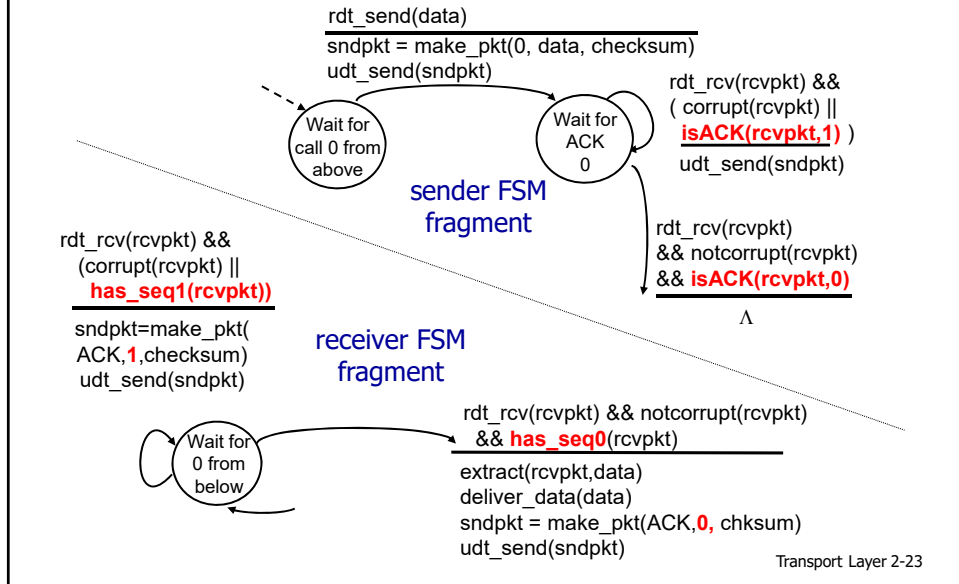 rdt_send(data)
sndpkt = make_pkt(0, data, checksum)
udt_send(sndpkt)
Wait for
call 0 from
above
Wait for
ACK
0
rdt_rcv(rcvpkt) &&
( corrupt(rcvpkt) ||
isACK(rcvpkt,1) )
udt_send(sndpkt)
sender FSM
fragment
rdt_rcv(rcvpkt)
&& notcorrupt(rcvpkt)
&& isACK(rcvpkt,0)
Λ
rdt_rcv(rcvpkt) &&
(corrupt(rcvpkt) ||
has_seq1(rcvpkt))
sndpkt=make_pkt(
ACK,1,checksum)
udt_send(sndpkt)
receiver FSM
fragment
Wait for
0 from
below
rdt_rcv(rcvpkt) && notcorrupt(rcvpkt)
&& has_seq0(rcvpkt)
extract(rcvpkt,data)
deliver_data(data)
sndpkt = make_pkt(ACK,0, chksum)
udt_send(sndpkt)
Transport Layer 2-23